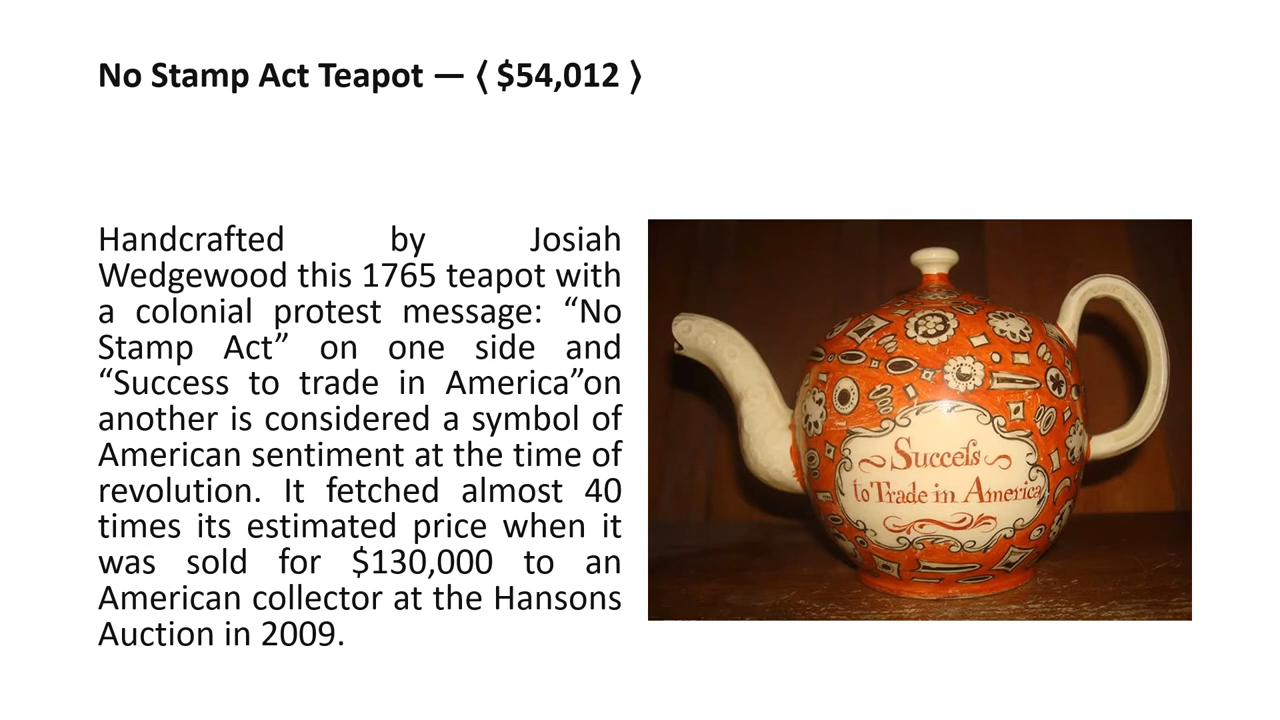 No Stamp Act Teapot — ⟨ $54,012 ⟩
Handcrafted by Josiah
Wedgewood this 1765 teapot with
a colonial protest message: “No
Stamp Act” on one side and
“Success to trade in America”on
another is considered a symbol of
American sentiment at the time of
revolution. It fetched almost 40
times its estimated price when it
was sold for $130,000 to an
American collector at the Hansons
Auction in 2009.
Succeſs
to Trade in America